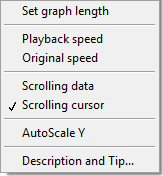 Set graph length
Playback speed
Original speed
Scrolling data
Scrolling cursor
AutoScale Y
Description and Tip...